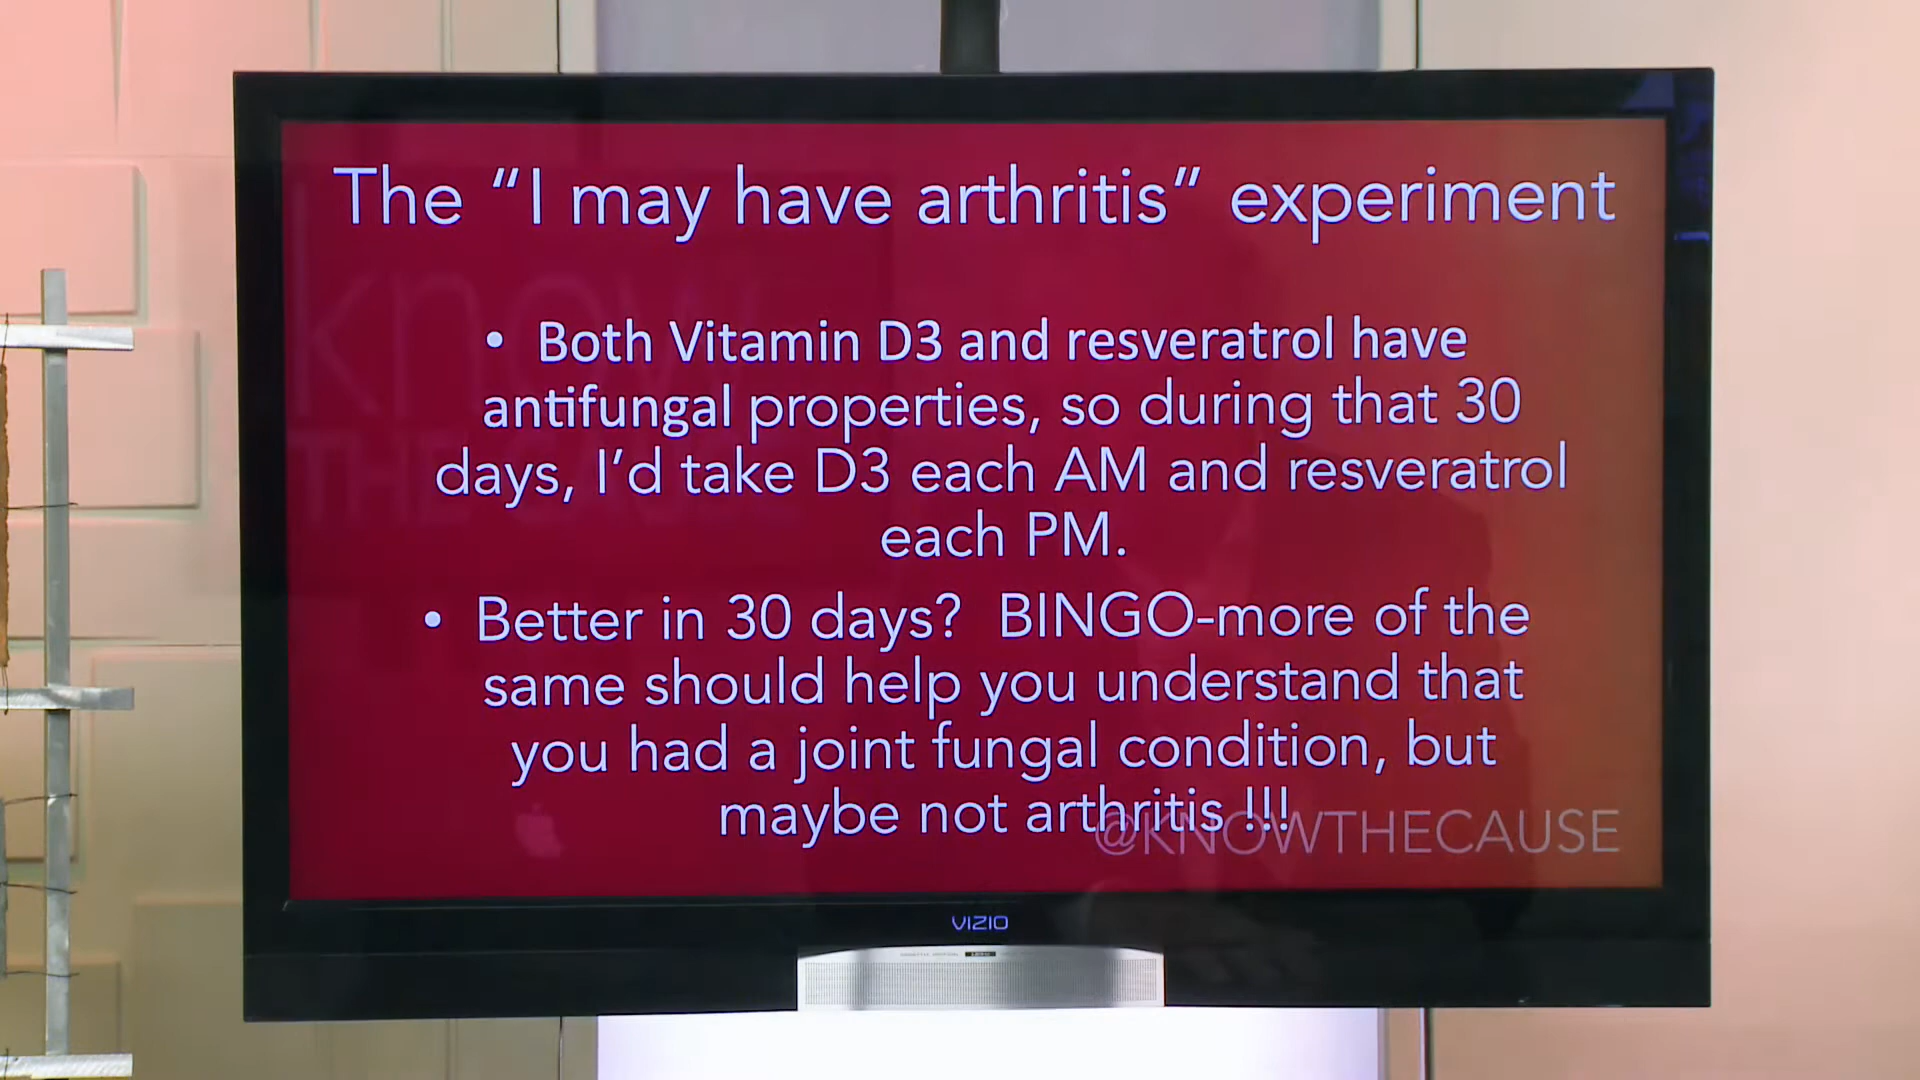 The “I may have arthritis” experiment
• Both Vitamin D3 and resveratrol have
antifungal properties, so during that 30
days, I’d take D3 each AM and resveratrol
each PM.
• Better in 30 days?  BINGO-more of the
same should help you understand that
you had a joint fungal condition, but
maybe not arthritis !!!
@KNOWTHECAUSE
VIZIO